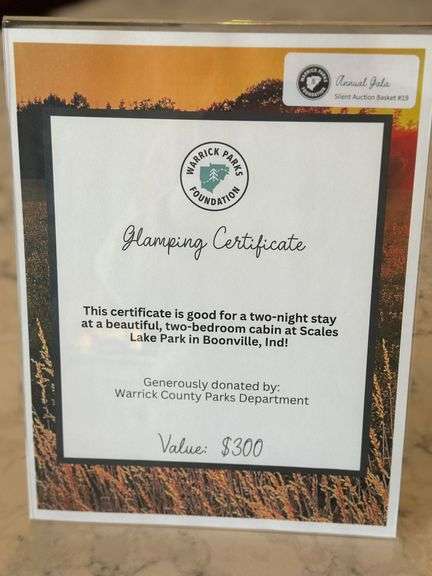 Annual Gala
Silent Auction Basket #19
WARRICK PARKS
FOUNDATION
Glamping Certificate
This certificate is good for a two-night stay
at a beautiful, two-bedroom cabin at Scales
Lake Park in Boonville, Ind!
Generously donated by:
Warrick County Parks Department
Value: $300